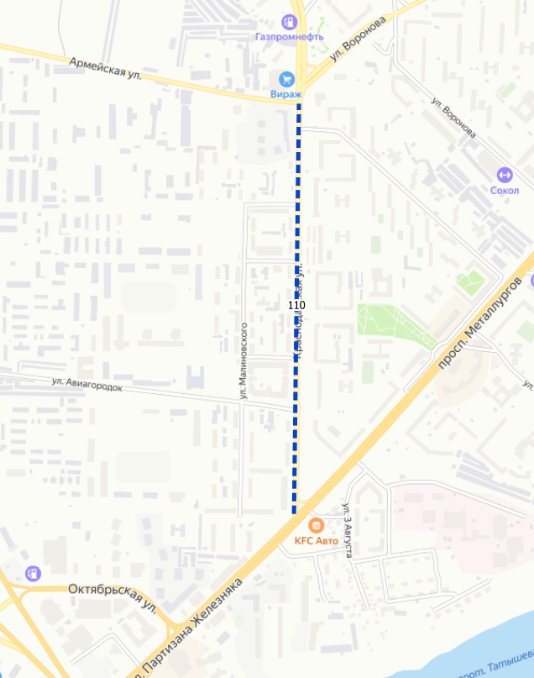 Газпромнефть
ул. Воронова
Армейская ул.
Вираж
ул. Воронова
Сокол
110
просп. Металлургов
ул. Малиновского
ул. Авиагородок
ул. 3 Августа
KFC Авто
Октябрьская ул.
ул. Партизана Железняка